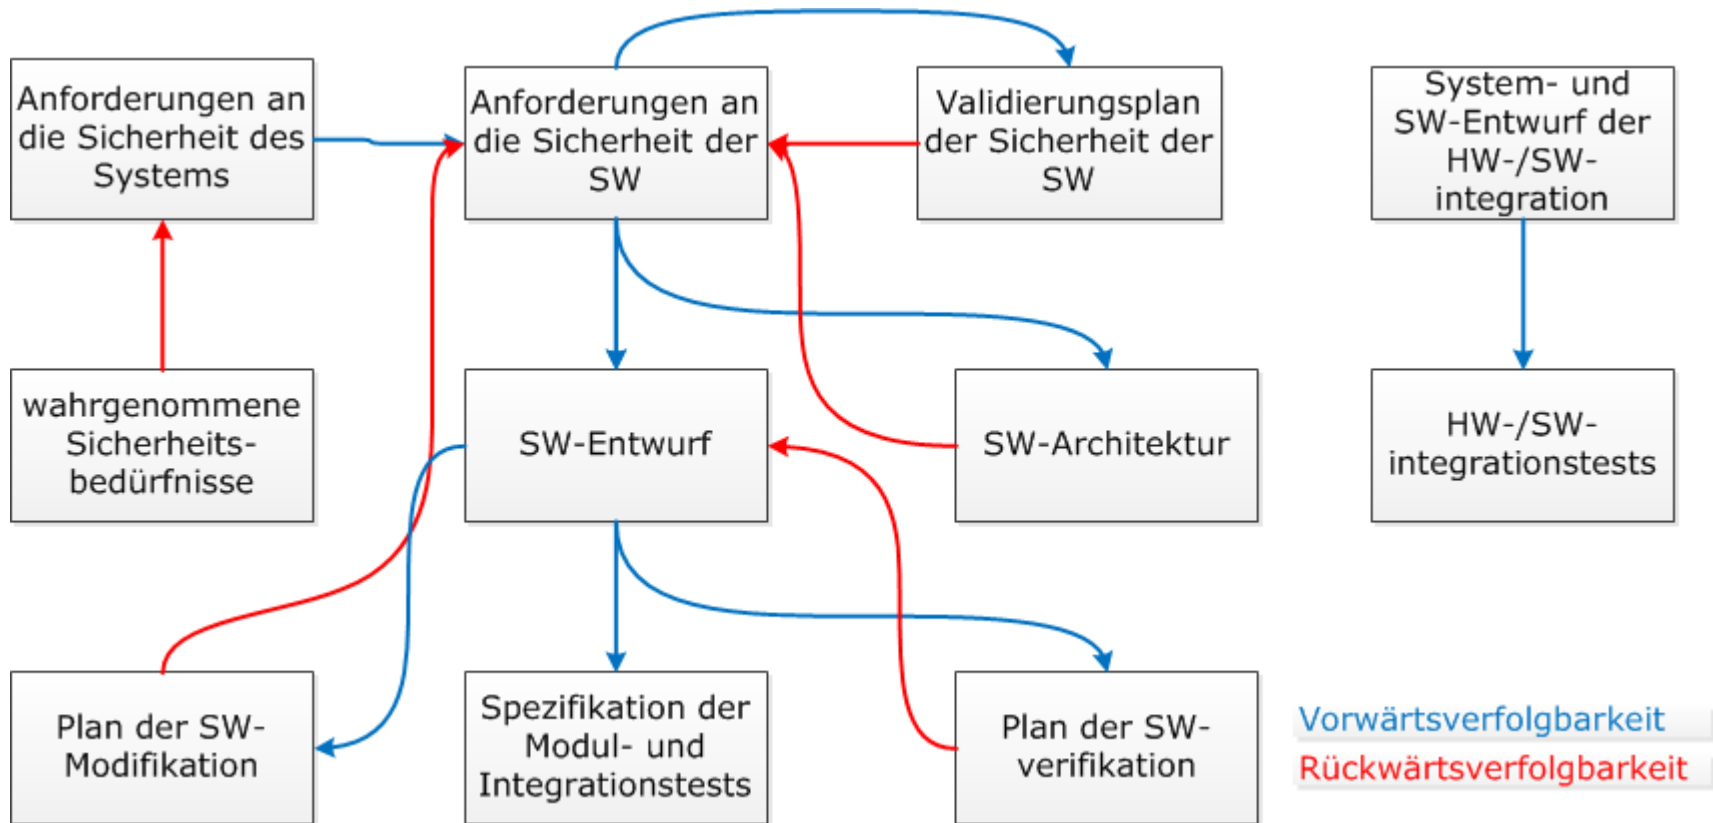 Anforderungen an
die Sicherheit des
Systems
Anforderungen an
die Sicherheit der
SW
Validierungsplan
der Sicherheit der
SW
System- und
SW-Entwurf der
HW-/SW-
integration
wahrgenommene
Sicherheits-
bedürfnisse
SW-Entwurf
SW-Architektur
HW-/SW-
integrationstests
Plan der SW-
Modifikation
Spezifikation der
Modul- und
Integrationstests
Plan der SW-
verifikation
Vorwärtsverfolgbarkeit
Rückwärtsverfolgbarkeit